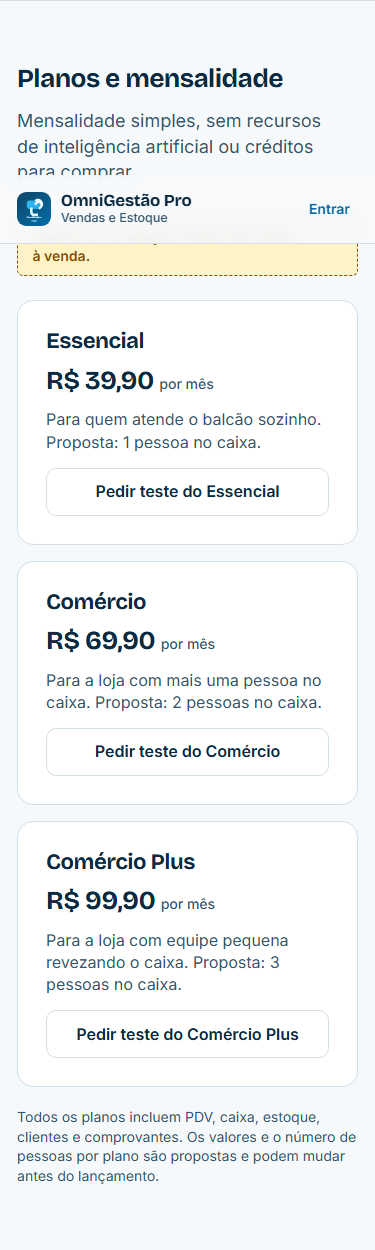 Planos e mensalidade
Mensalidade simples, sem recursos
de inteligência artificial ou créditos
para comprar
OmniGestão Pro
Vendas e Estoque
Entrar
à venda.
Essencial
R$ 39,90 por mês
Para quem atende o balcão sozinho.
Proposta: 1 pessoa no caixa.
Pedir teste do Essencial
Comércio
R$ 69,90 por mês
Para a loja com mais uma pessoa no
caixa. Proposta: 2 pessoas no caixa.
Pedir teste do Comércio
Comércio Plus
R$ 99,90 por mês
Para a loja com equipe pequena
revezando o caixa. Proposta: 3
pessoas no caixa.
Pedir teste do Comércio Plus
Todos os planos incluem PDV, caixa, estoque,
clientes e comprovantes. Os valores e o número de
pessoas por plano são propostas e podem mudar
antes do lançamento.